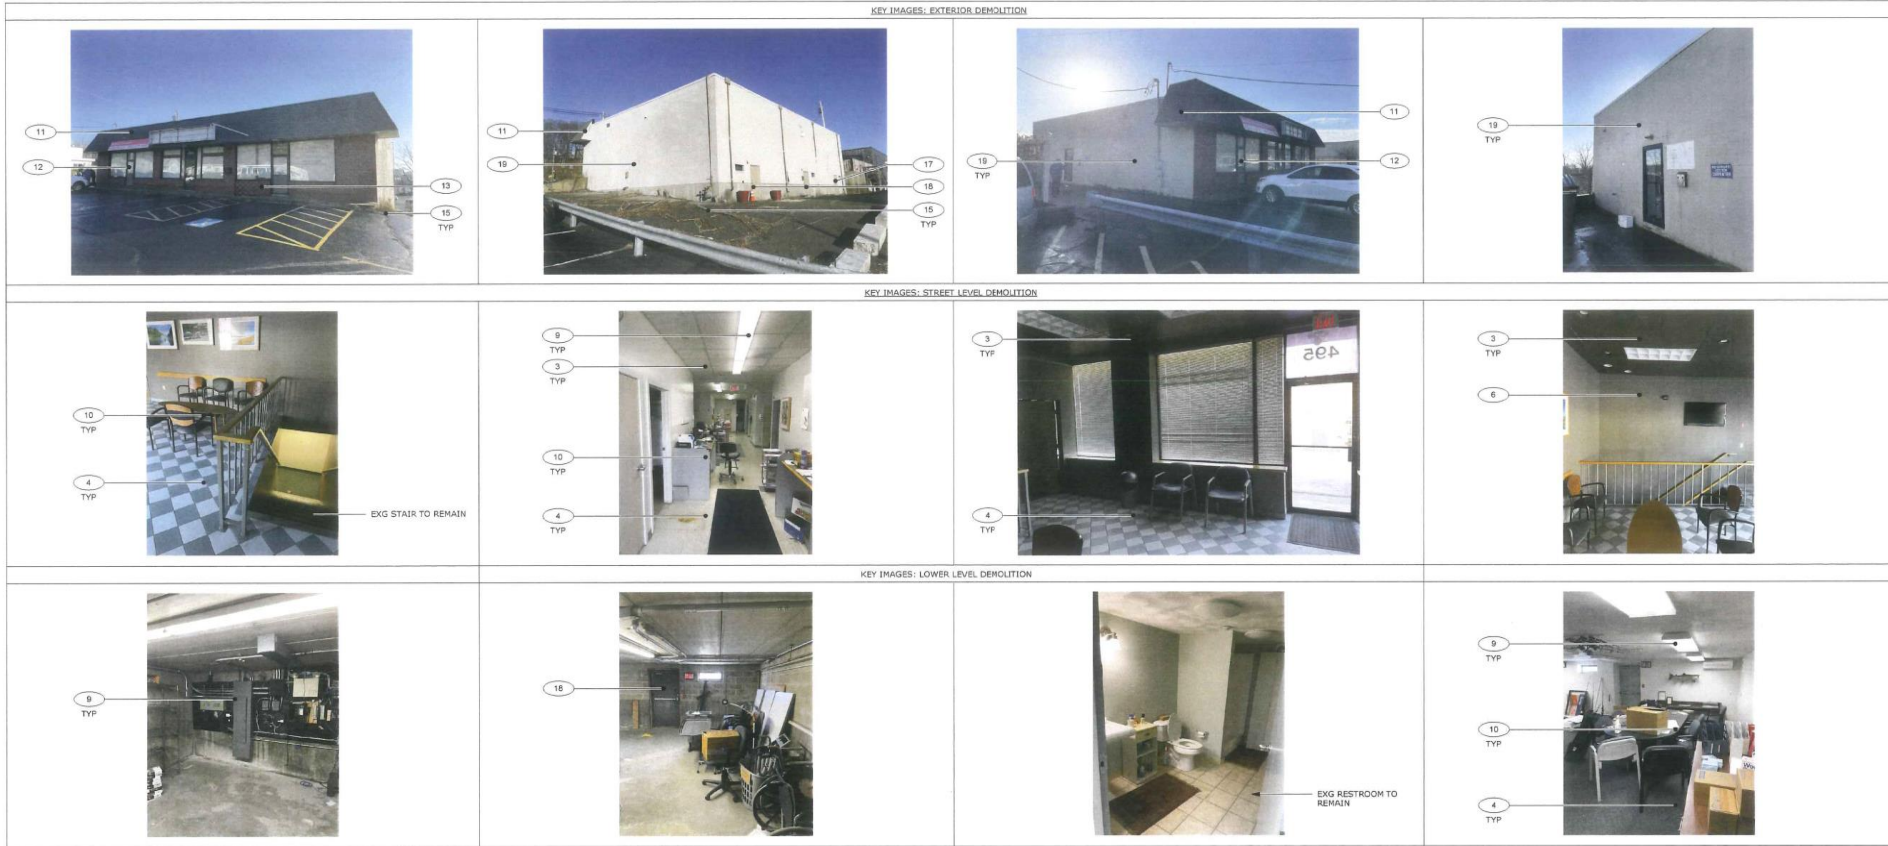 KEY IMAGES: EXTERIOR DEMOLITION
11
12
13
15
TYP
11
19
17
18
15
TYP
19
TYP
11
12
19
TYP
KEY IMAGES: STREET LEVEL DEMOLITION
10
TYP
4
TYP
EXG STAIR TO REMAIN
9
TYP
3
TYP
10
TYP
4
TYP
3
TYP
495
4
TYP
3
TYP
6
KEY IMAGES: LOWER LEVEL DEMOLITION
9
TYP
18
EXG RESTROOM TO
REMAIN
9
TYP
10
TYP
4
TYP